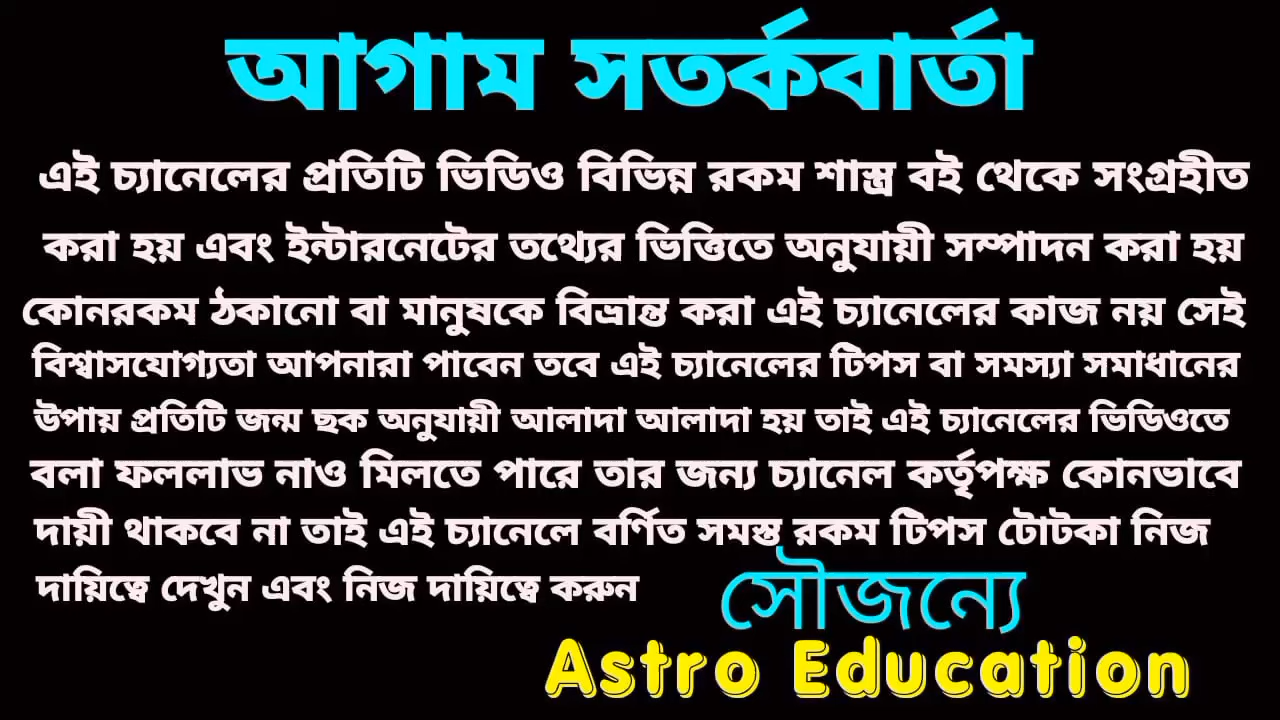 আগাম সতর্কবার্তা
এই চ্যানেলের প্রতিটি ভিডিও বিভিন্ন রকম শাস্ত্র বই থেকে সংগ্রহীত
করা হয় এবং ইন্টারনেটের তথ্যের ভিত্তিতে অনুযায়ী সম্পাদন করা হয়
কোনরকম ঠকানো বা মানুষকে বিভ্রান্ত করা এই চ্যানেলের কাজ নয় সেই
বিশ্বাসযোগ্যতা আপনারা পাবেন তবে এই চ্যানেলের টিপস বা সমস্যা সমাধানের
উপায় প্রতিটি জন্ম ছক অনুযায়ী আলাদা আলাদা হয় তাই এই চ্যানেলের ভিডিওতে
বলা ফললাভ নাও মিলতে পারে তার জন্য চ্যানেল কর্তৃপক্ষ কোনভাবে
দায়ী থাকবে না তাই এই চ্যানেলে বর্ণিত সমস্ত রকম টিপস টোটকা নিজ
দায়িত্বে দেখুন এবং নিজ দায়িত্বে করুন
সৌজন্যে
Astro Education